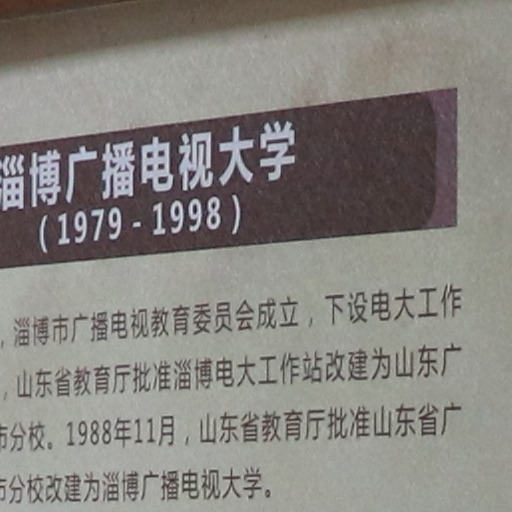 淄博广播电视大学
(1979-1998)
，淄博市广播电视教育委员会成立，下设电大工作
，山东省教育厅批准淄博电大工作站改建为山东广
市分校。1988年11月，山东省教育厅批准山东省广
市分校改建为淄博广播电视大学。